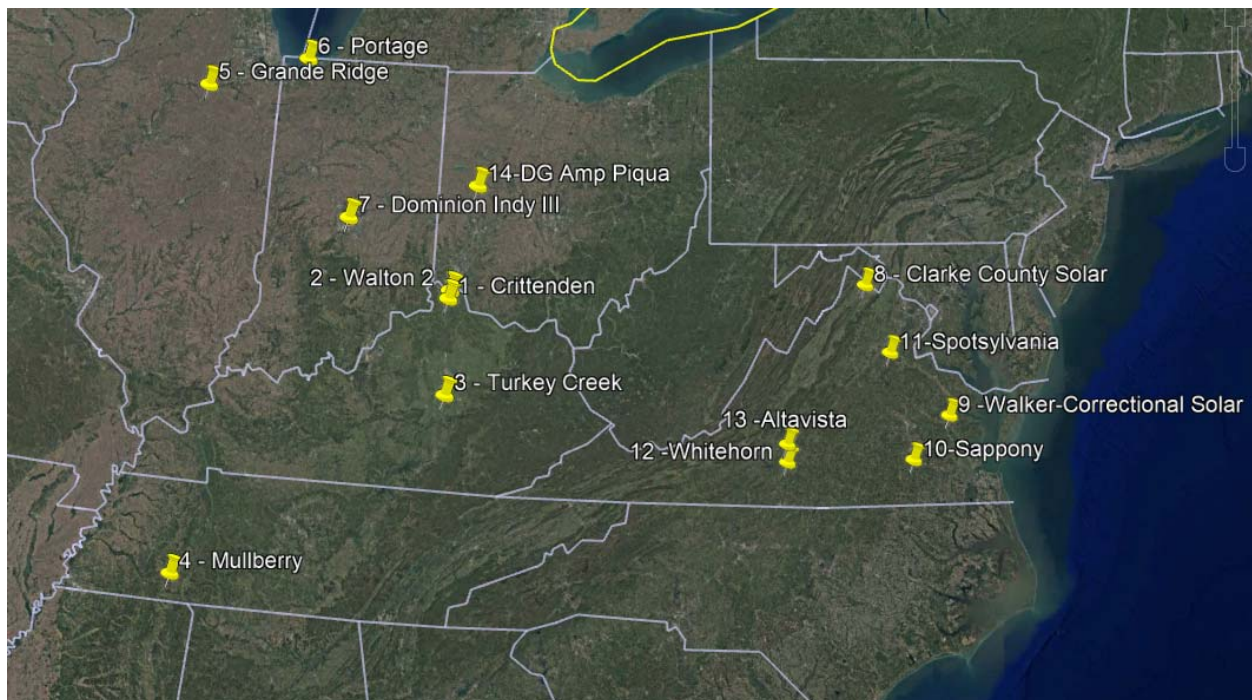 6 - Portage
5 - Grande Ridge
14-DG Amp Piqua
7 - Dominion Indy III
2 - Walton 2
1 - Crittenden
8 - Clarke County Solar
11-Spotsylvania
3 - Turkey Creek
9 -Walker-Correctional Solar
13 -Altavista
12 -Whitehorn
10-Sappony
4 - Mullberry